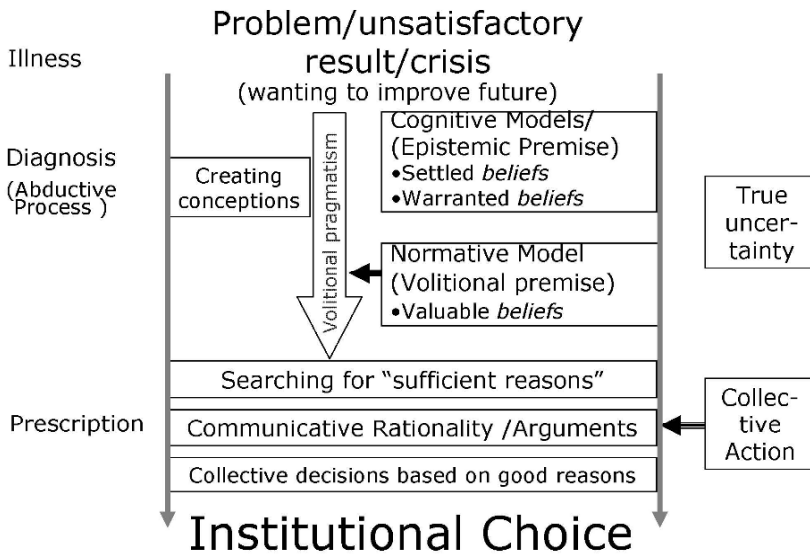 Problem/unsatisfactory
result/crisis
(wanting to improve future)
Illness
Diagnosis
(Abductive
Process )
Creating
conceptions
Volitional pragmatism
Cognitive Models/
(Epistemic Premise)
•Settled beliefs
•Warranted beliefs
Normative Model
(Volitional premise)
•Valuable beliefs
True
uncer-
tainty
Searching for “sufficient reasons”
Prescription
Communicative Rationality /Arguments
Collec-
tive
Action
Collective decisions based on good reasons
Institutional Choice